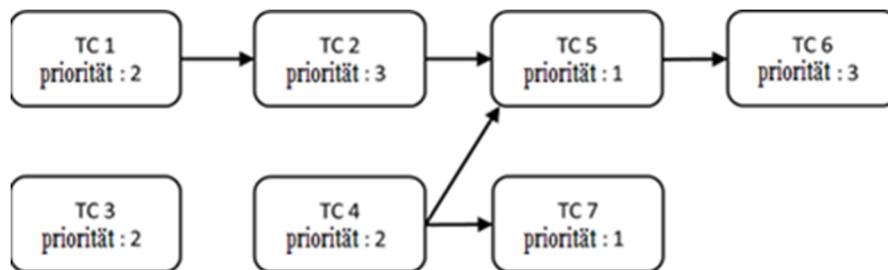 TC 1
priorität : 2
TC 2
priorität : 3
TC 5
priorität : 1
TC 6
priorität : 3
TC 3
priorität : 2
TC 4
priorität : 2
TC 7
priorität : 1